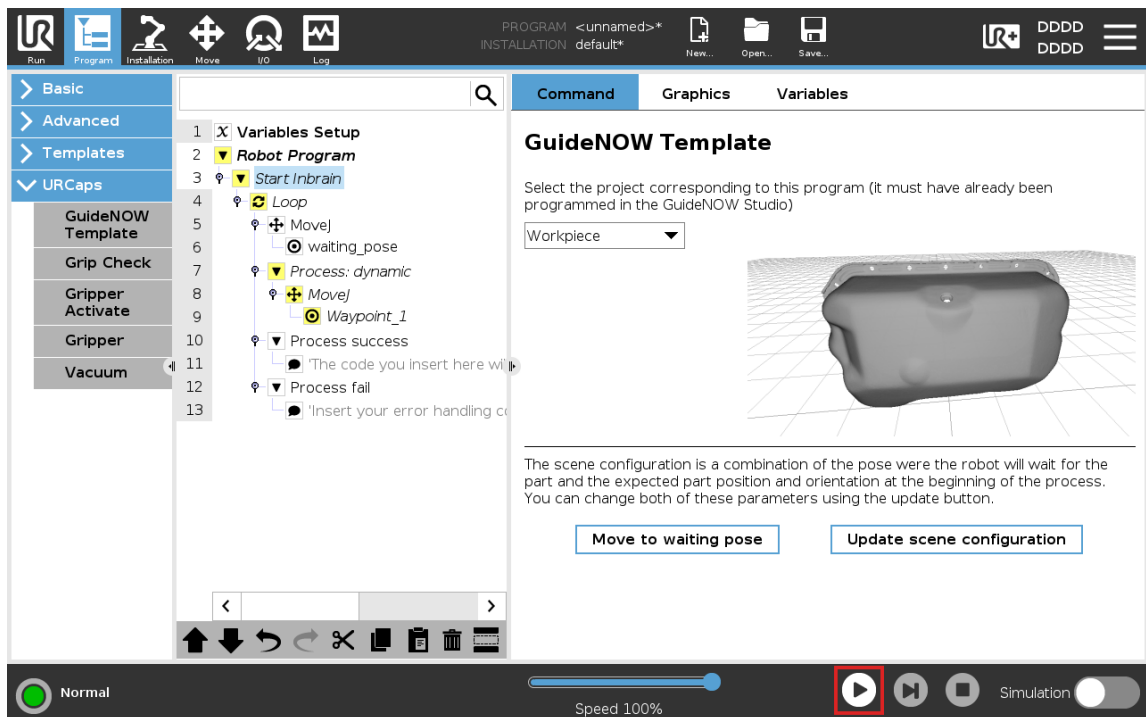 PROGRAM <unnamed>*
INSTALLATION default*
UR
Run
Program
Installation
Move
I/O
Log
New...
Open...
Save...
UR+
DDDD
DDDD
Basic
Advanced
Templates
URCaps
GuideNOW
Template
Grip Check
Gripper
Activate
Gripper
Vacuum
1 X Variables Setup
2 Robot Program
3 Start Inbrain
4 Loop
5 MoveJ
6 waiting_pose
7 Process: dynamic
8 MoveJ
9 Waypoint_1
10 Process success
11 'The code you insert here wi
12 Process fail
13 'Insert your error handling co
Command Graphics Variables
GuideNOW Template
Select the project corresponding to this program (it must have already been
programmed in the GuideNOW Studio)
Workpiece
The scene configuration is a combination of the pose were the robot will wait for the
part and the expected part position and orientation at the beginning of the process.
You can change both of these parameters using the update button.
Move to waiting pose
Update scene configuration
Normal
Speed 100%
Simulation